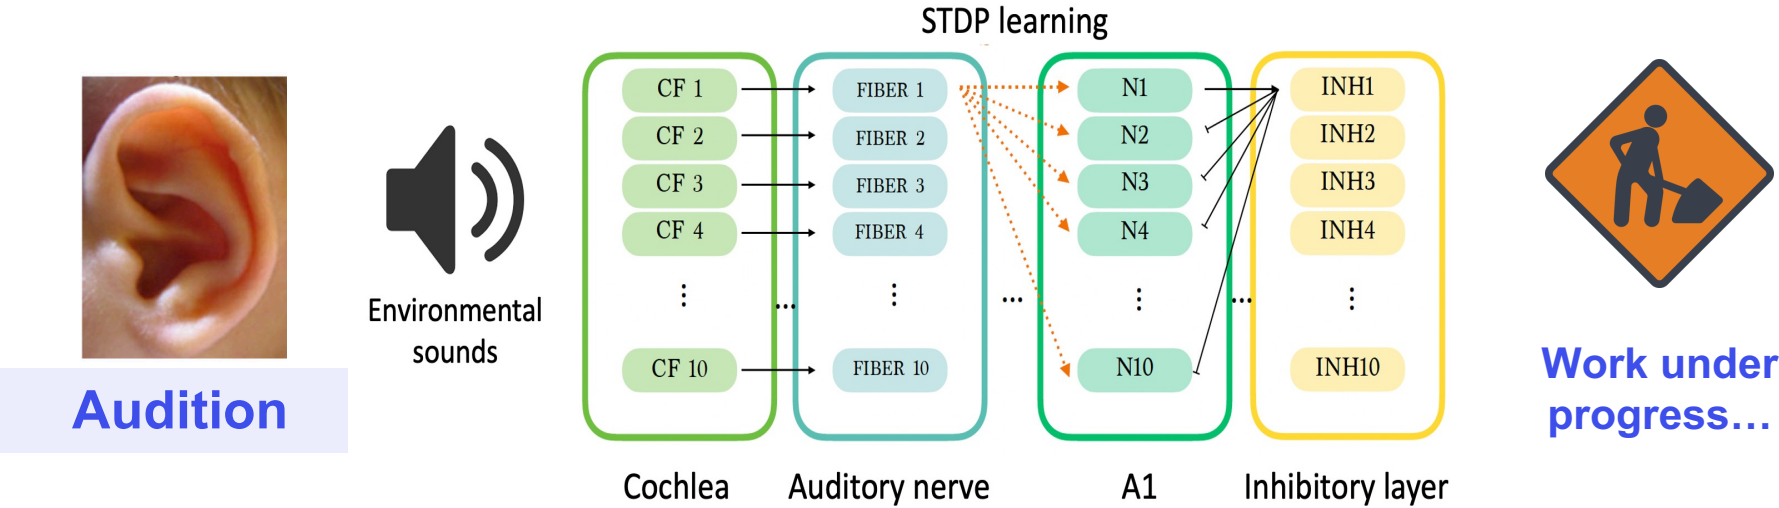 STDP learning
CF 1
CF 2
CF 3
CF 4
⋮
CF 10
...
FIBER 1
FIBER 2
FIBER 3
FIBER 4
⋮
FIBER 10
...
N1
N2
N3
N4
⋮
N10
...
INH1
INH2
INH3
INH4
⋮
INH10
Environmental
sounds
Audition
Work under
progress...
Cochlea
Auditory nerve
A1
Inhibitory layer